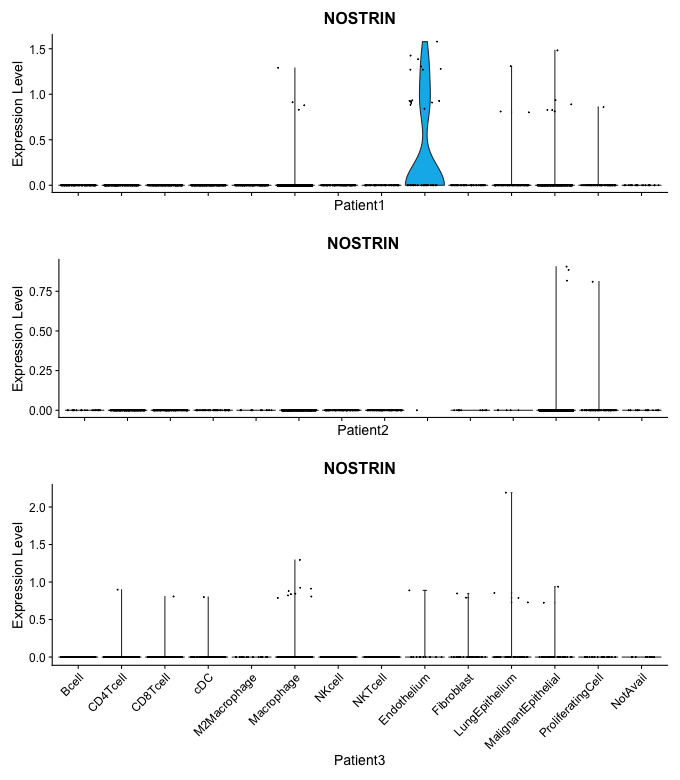 NOSTRIN
Expression Level
1.5
1.0
0.5
0.0
Patient1
NOSTRIN
Expression Level
0.75
0.50
0.25
0.00
Patient2
NOSTRIN
Expression Level
2.0
1.5
1.0
0.5
0.0
Bcell
CD4Tcell
CD8Tcell
cDC
M2Macrophage
Macrophage
NKcell
NKTcell
Endothelium
Fibroblast
LungEpithelium
MalignantEpithelial
ProliferatingCell
NotAvail
Patient3